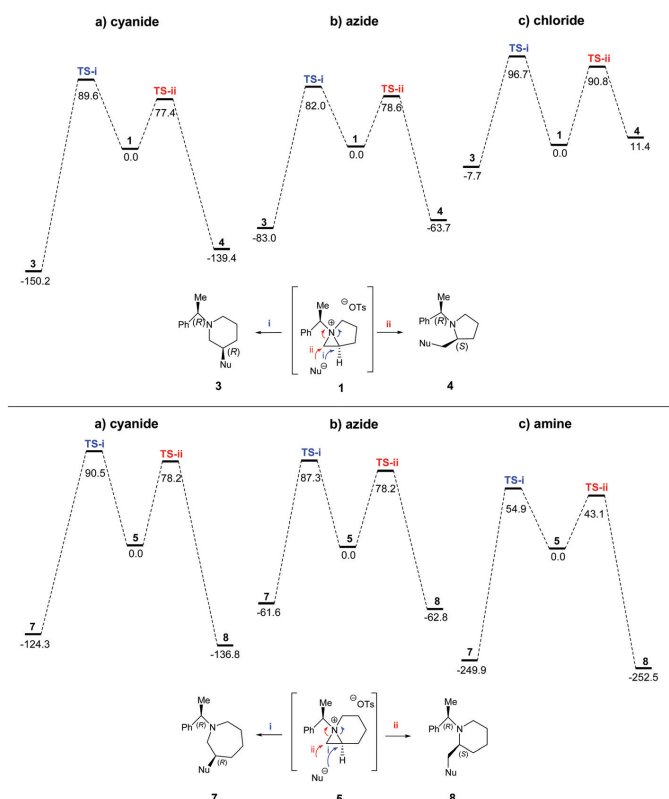 a) cyanide
b) azide
c) chloride
TS-i
89.6
TS-ii
77.4
1
0.0
3
-150.2
4
-139.4
TS-i
82.0
TS-ii
78.6
1
0.0
3
-83.0
4
-63.7
TS-i
96.7
TS-ii
90.8
1
0.0
3
-7.7
4
11.4
Me
Ph
(R)
N
(R)
Nu
3
i
Me
⊖OTs
Ph
N
⊕
ii
i
H
Nu⊖
1
ii
Me
Ph
(R)
N
Nu
(S)
4
a) cyanide
b) azide
c) amine
TS-i
90.5
TS-ii
78.2
5
0.0
7
-124.3
8
-136.8
TS-i
87.3
TS-ii
78.2
5
0.0
7
-61.6
8
-62.8
TS-i
54.9
TS-ii
43.1
5
0.0
7
-249.9
8
-252.5
Me
Ph
(R)
N
(R)
Nu
7
i
Me
⊖OTs
Ph
N
⊕
ii
i
H
Nu⊖
5
ii
Me
Ph
(R)
N
(S)
Nu
8